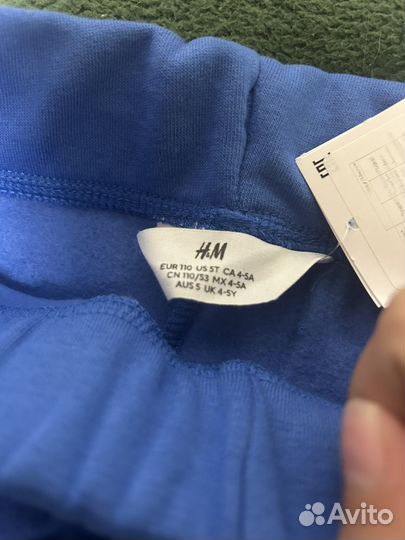 H&M
EUR 110 US 5T CA 4-5A
CN 110/53 MX 4-5A
AUS 5 UK 4-5Y
Avito